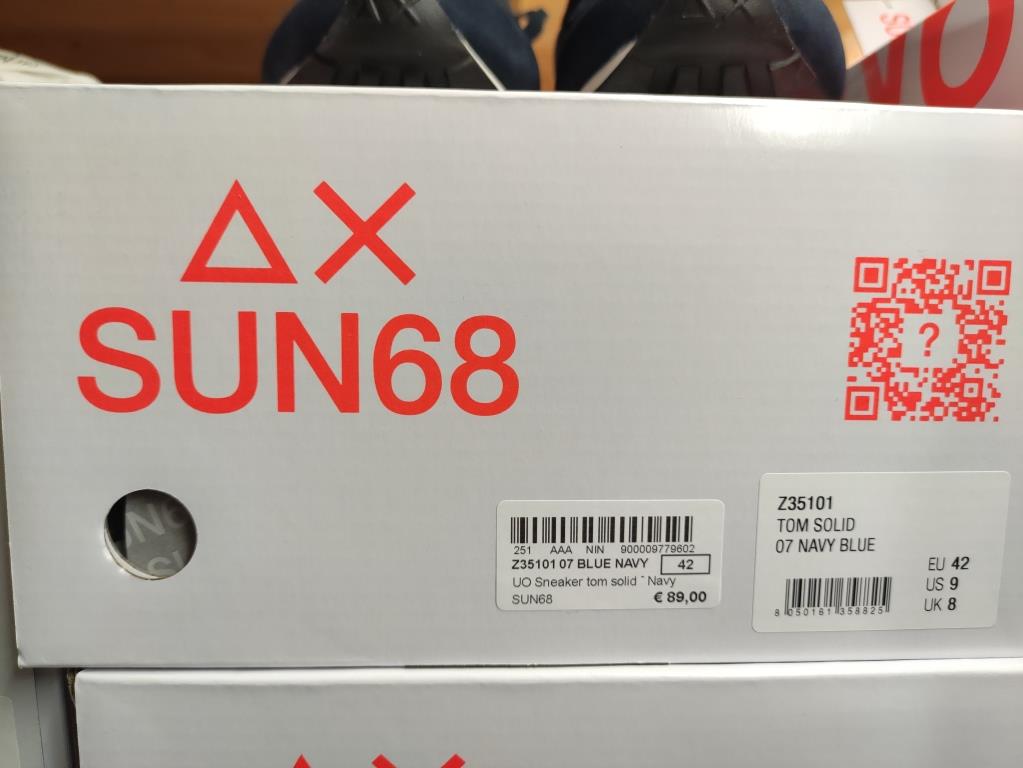 SUN68
?
251 AAA NIN 900009779602
Z35101 07 BLUE NAVY 42
UO Sneaker tom solid ~ Navy
SUN68 € 89,00
Z35101
TOM SOLID
07 NAVY BLUE
EU 42
US 9
UK 8
8 050161 358825